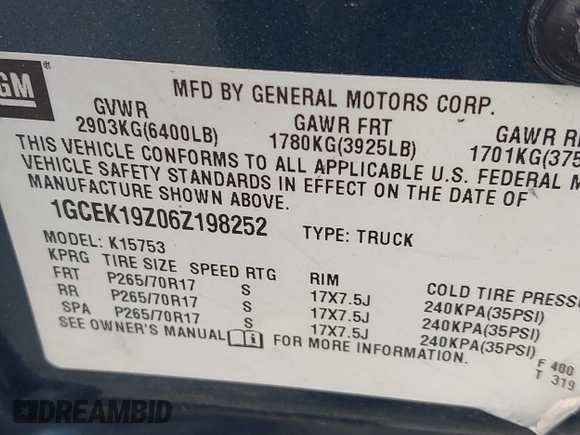 GM
MFD BY GENERAL MOTORS CORP.
GVWR GAWR FRT GAWR
2903KG(6400LB) 1780KG(3925LB)
THIS VEHICLE CONFORMS TO ALL APPLICABLE U.S. FEDERAL
VEHICLE SAFETY STANDARDS IN EFFECT ON THE DATE OF
MANUFACTURE SHOWN ABOVE.
1GCEK19Z06Z198252 TYPE: TRUCK
MODEL: K15753
KPRG TIRE SIZE SPEED RTG RIM COLD TIRE
FRT P265/70R17 S 17X7.5J 240KPA(35PSI)
RR P265/70R17 S 17X7.5J 240KPA(35PSI)
SPA P265/70R17 S 17X7.5J 240KPA(35PSI)
SEE OWNER'S MANUAL FOR MORE INFORMATION.
F 400
T 319
DREAMBID